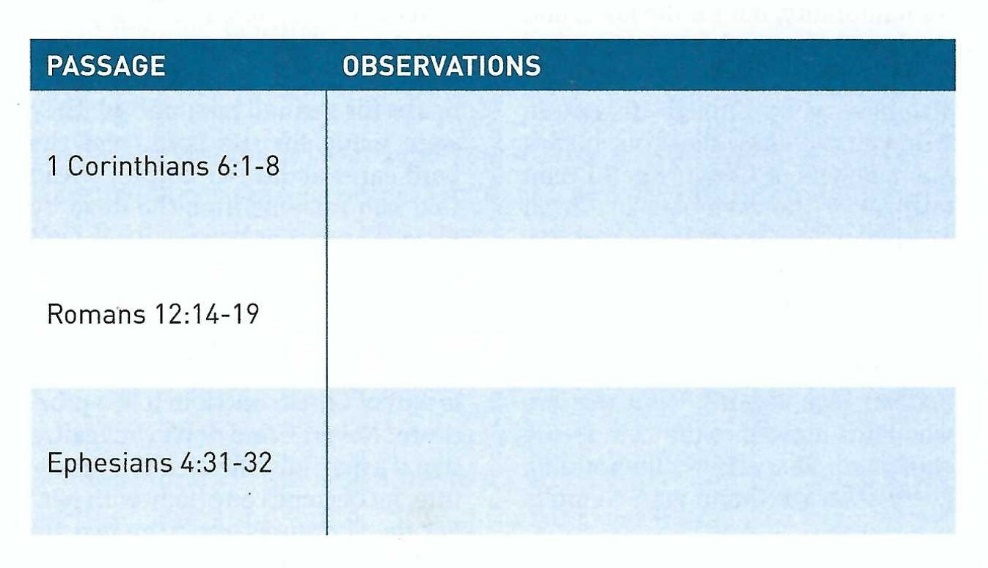 PASSAGE OBSERVATIONS
1 Corinthians 6:1-8
Romans 12:14-19
Ephesians 4:31-32